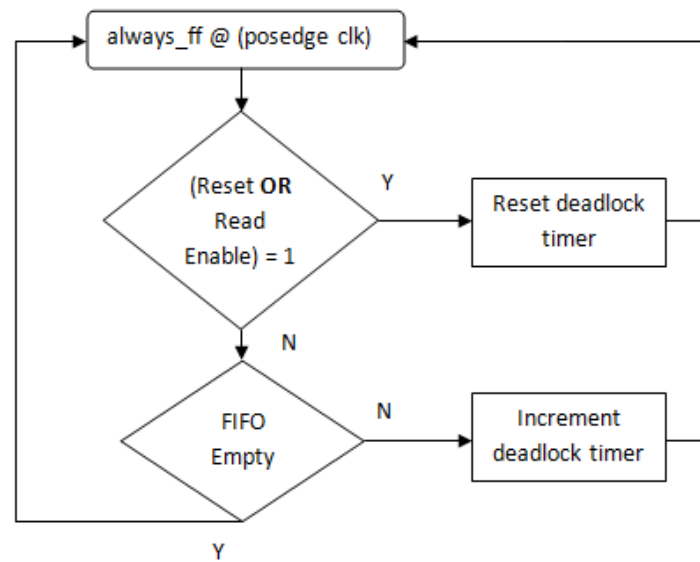 always_ff @ (posedge clk)
(Reset OR
Read
Enable) = 1
Y
Reset deadlock
timer
N
FIFO
Empty
N
Increment
deadlock timer
Y